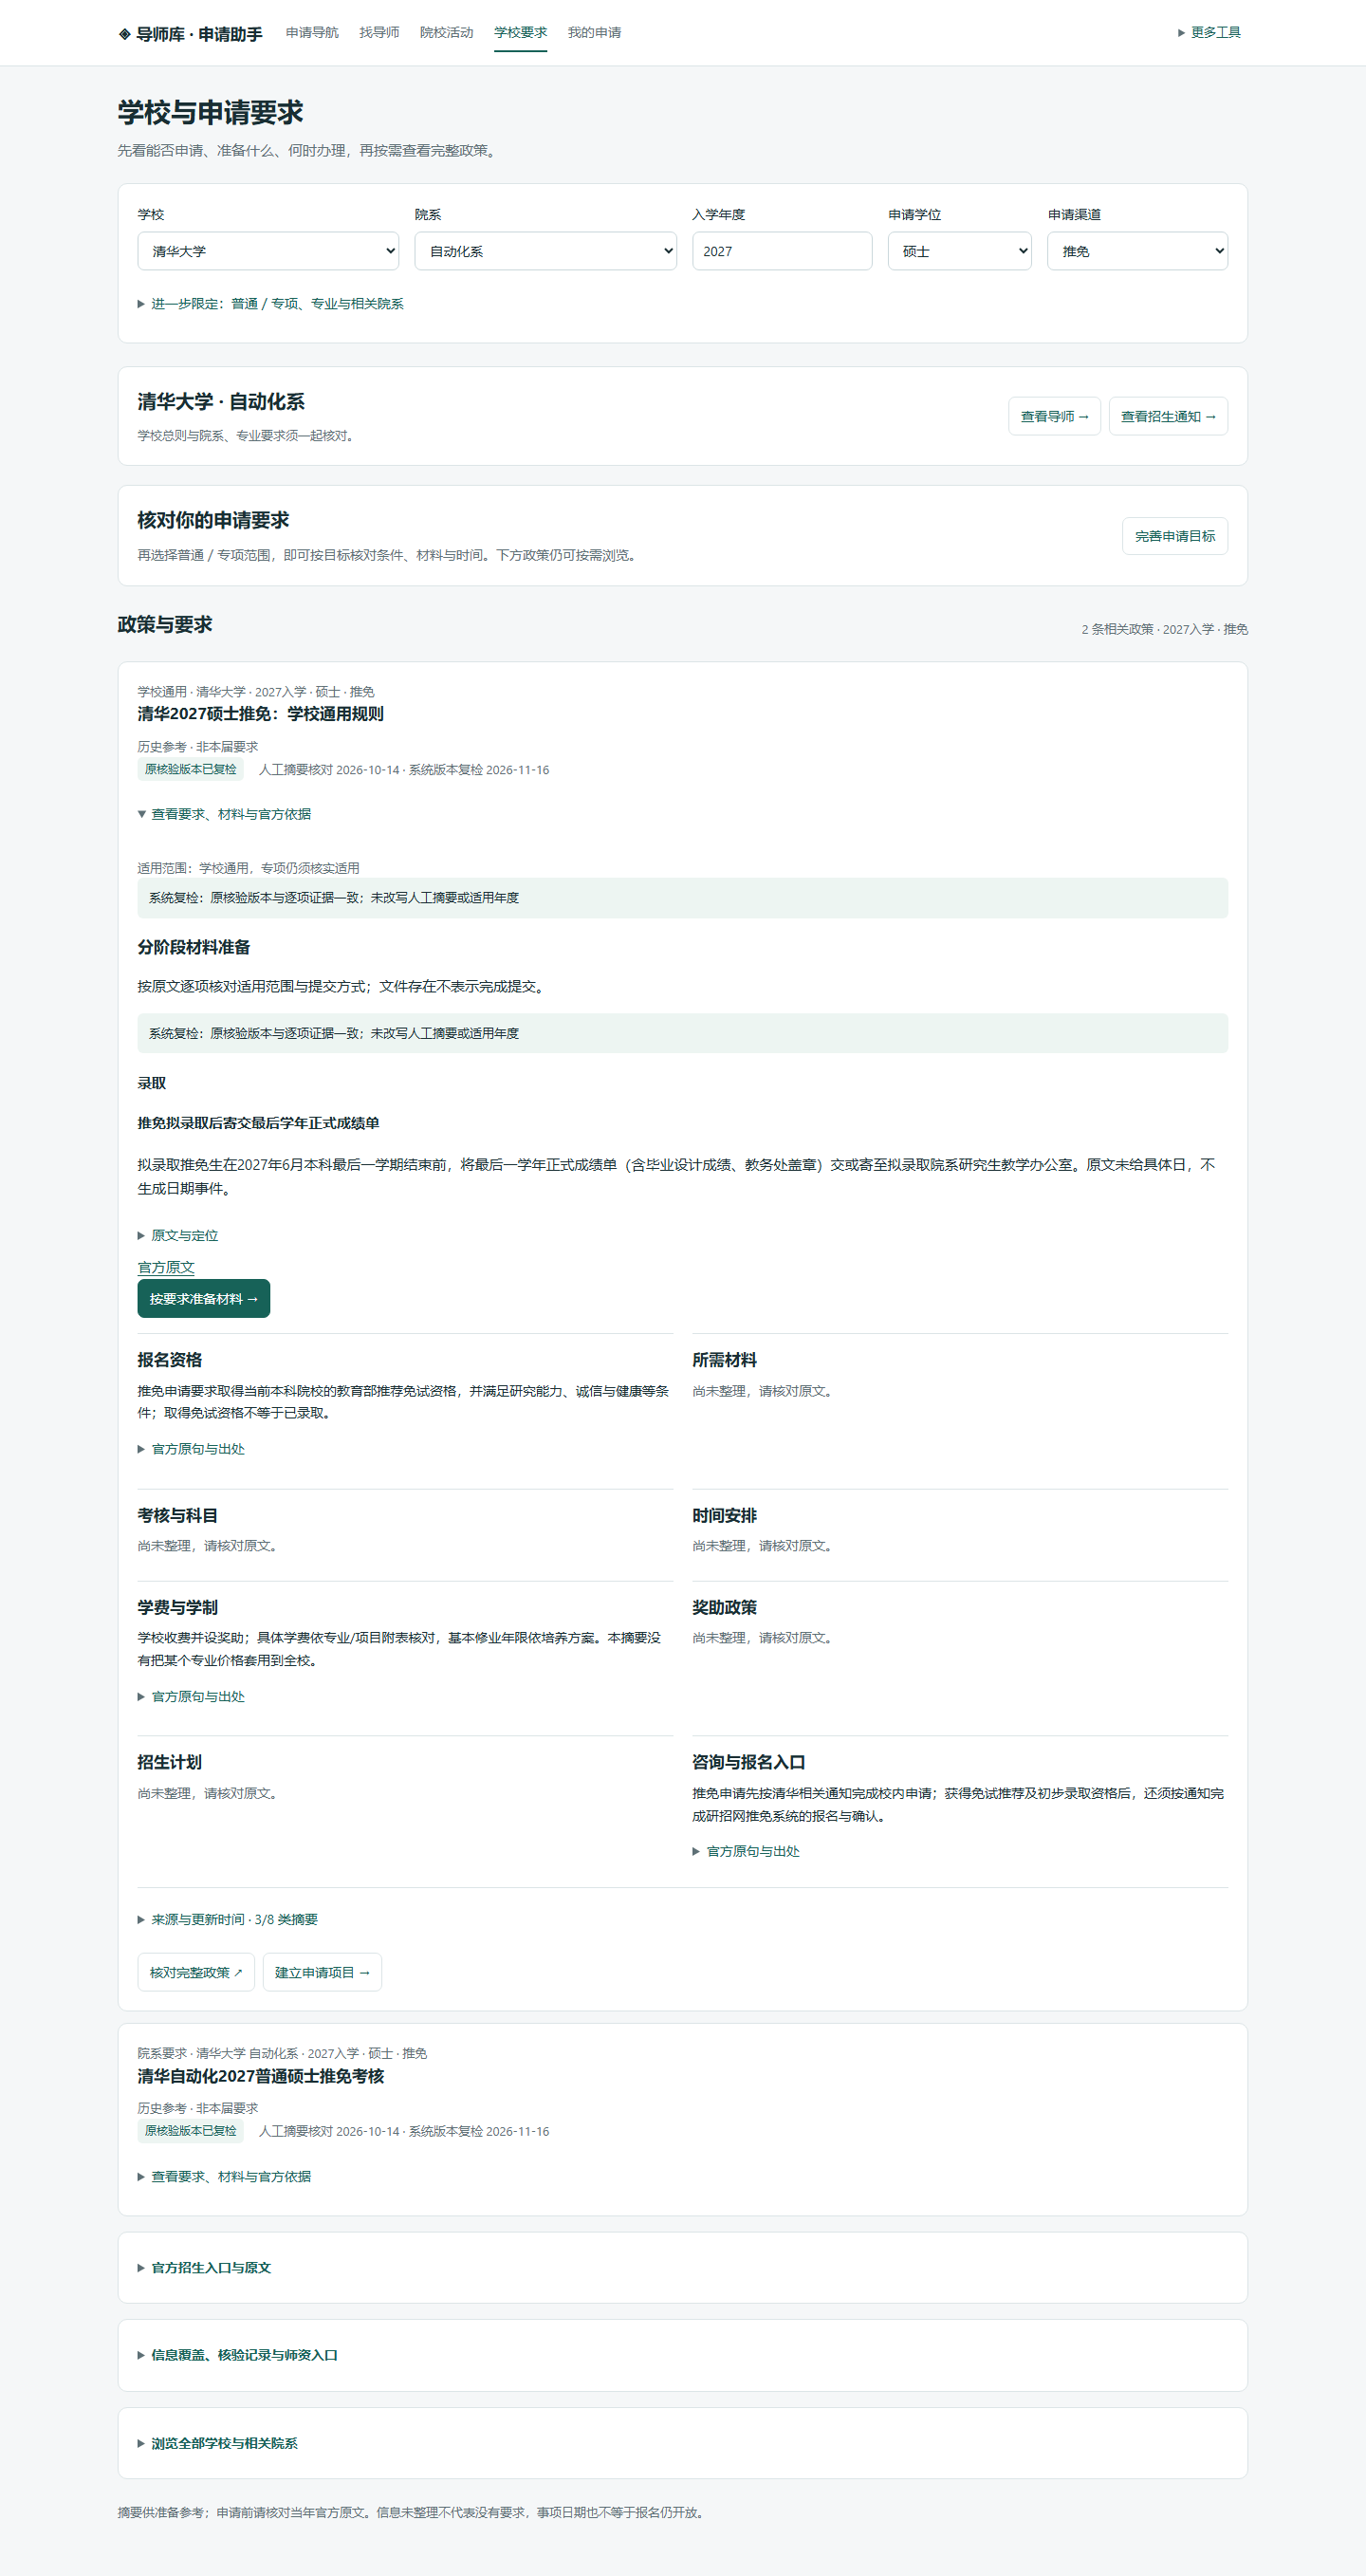 ◈ 导师库 · 申请助手 申请导航 找导师 院校活动 学校要求 我的申请 ▶ 更多工具
学校与申请要求
先看能否申请、准备什么、何时办理，再按需查看完整政策。
学校 院系 入学年度 申请学位 申请渠道
清华大学 自动化系 2027 硕士 推免
▶ 进一步限定：普通 / 专项、专业与相关院系
清华大学 · 自动化系
学校总则与院系、专业要求须一起核对。
查看导师 → 查看招生通知 →
核对你的申请要求
再选择普通 / 专项范围，即可按目标核对条件、材料与时间。下方政策仍可按需浏览。
完善申请目标
政策与要求
2 条相关政策 · 2027入学 · 推免
学校通用 · 清华大学 · 2027入学 · 硕士 · 推免
清华2027硕士推免：学校通用规则
历史参考 · 非本届要求
原核验版本已复检 人工摘要核对 2026-10-14 · 系统版本复检 2026-11-16
▼ 查看要求、材料与官方依据
适用范围：学校通用，专项仍须核实适用
系统复检：原核验版本与逐项证据一致；未改写人工摘要或适用年度
分阶段材料准备
按原文逐项核对适用范围与提交方式；文件存在不表示完成提交。
系统复检：原核验版本与逐项证据一致；未改写人工摘要或适用年度
录取
推免拟录取后寄交最后学年正式成绩单
拟录取推免生在2027年6月本科最后一学期结束前，将最后一学年正式成绩单（含毕业设计成绩、教务处盖章）交或寄至拟录取院系研究生教学办公室。原文未给具体日，不
生成日期事件。
▶ 原文与定位
官方原文
按要求准备材料 →
报名资格
推免申请要求取得当前本科院校的教育部推荐免试资格，并满足研究能力、诚信与健康等条
件；取得免试资格不等于已录取。
▶ 官方原句与出处
所需材料
尚未整理，请核对原文。
考核与科目
尚未整理，请核对原文。
时间安排
尚未整理，请核对原文。
学费与学制
学校收费并设奖助；具体学费依专业/项目附表核对，基本修业年限依培养方案。本摘要没
有把某个专业价格套用到全校。
▶ 官方原句与出处
奖助政策
尚未整理，请核对原文。
招生计划
尚未整理，请核对原文。
咨询与报名入口
推免申请先按清华相关通知完成校内申请；获得免试推荐及初步录取资格后，还须按通知完
成研招网推免系统的报名与确认。
▶ 官方原句与出处
▶ 来源与更新时间 · 3/8 类摘要
核对完整政策 ↗ 建立申请项目 →
院系要求 · 清华大学 自动化系 · 2027入学 · 硕士 · 推免
清华自动化2027普通硕士推免考核
历史参考 · 非本届要求
原核验版本已复检 人工摘要核对 2026-10-14 · 系统版本复检 2026-11-16
▶ 查看要求、材料与官方依据
▶ 官方招生入口与原文
▶ 信息覆盖、核验记录与师资入口
▶ 浏览全部学校与相关院系
摘要供准备参考；申请前请核对当年官方原文。信息未整理不代表没有要求，事项日期也不等于报名仍开放。